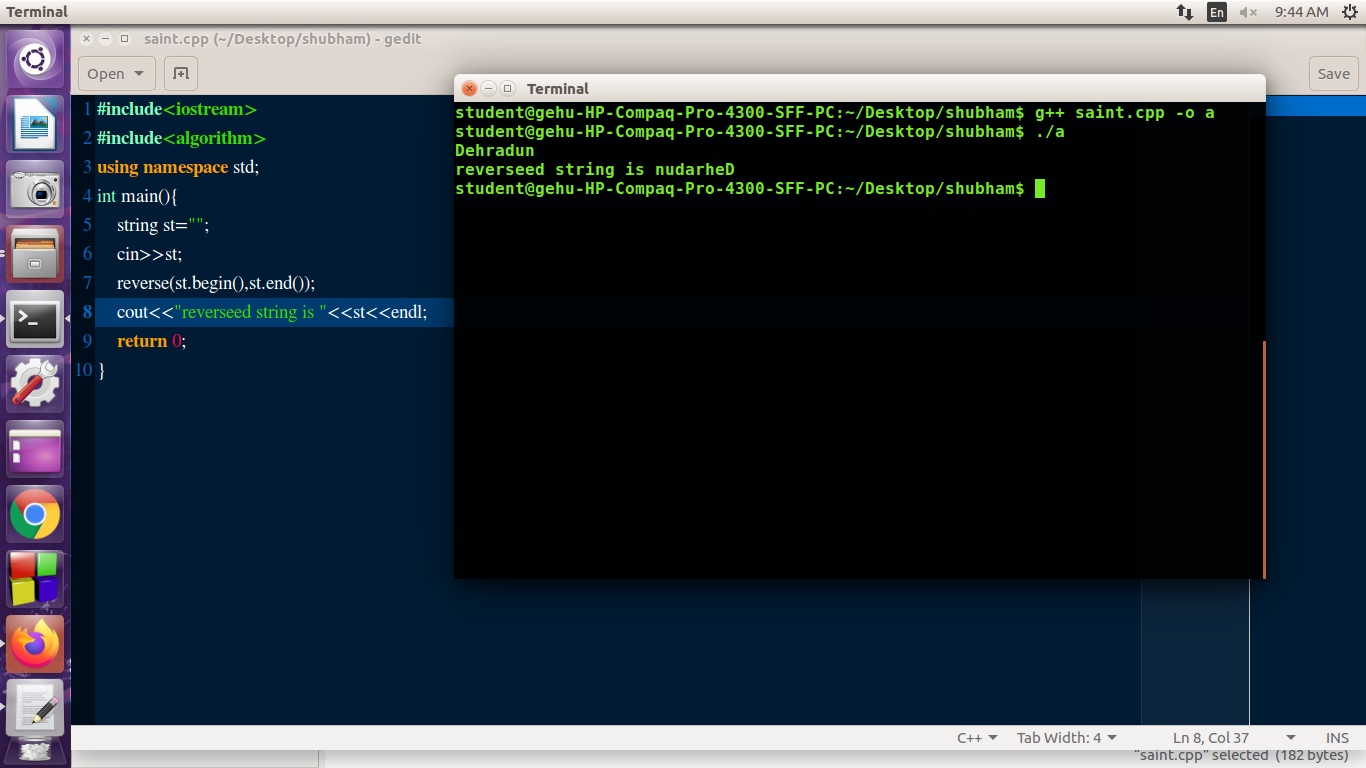 Terminal
En
9:44 AM
saint.cpp (~/Desktop/shubham) - gedit
Open
Save
1 #include<iostream>
2 #include<algorithm>
3 using namespace std;
4 int main(){
5 string st="";
6 cin>>st;
7 reverse(st.begin(),st.end());
8 cout<<"reverseed string is "<<st<<endl;
9 return 0;
10 }
Terminal
student@gehu-HP-Compaq-Pro-4300-SFF-PC:~/Desktop/shubham$ g++ saint.cpp -o a
student@gehu-HP-Compaq-Pro-4300-SFF-PC:~/Desktop/shubham$ ./a
Dehradun
reverseed string is nudarheD
student@gehu-HP-Compaq-Pro-4300-SFF-PC:~/Desktop/shubham$
C++ Tab Width: 4 Ln 8, Col 37 INS
"saint.cpp" selected (182 bytes)